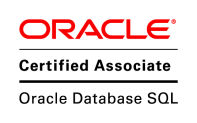 ORACLE®
Certified Associate
Oracle Database SQL